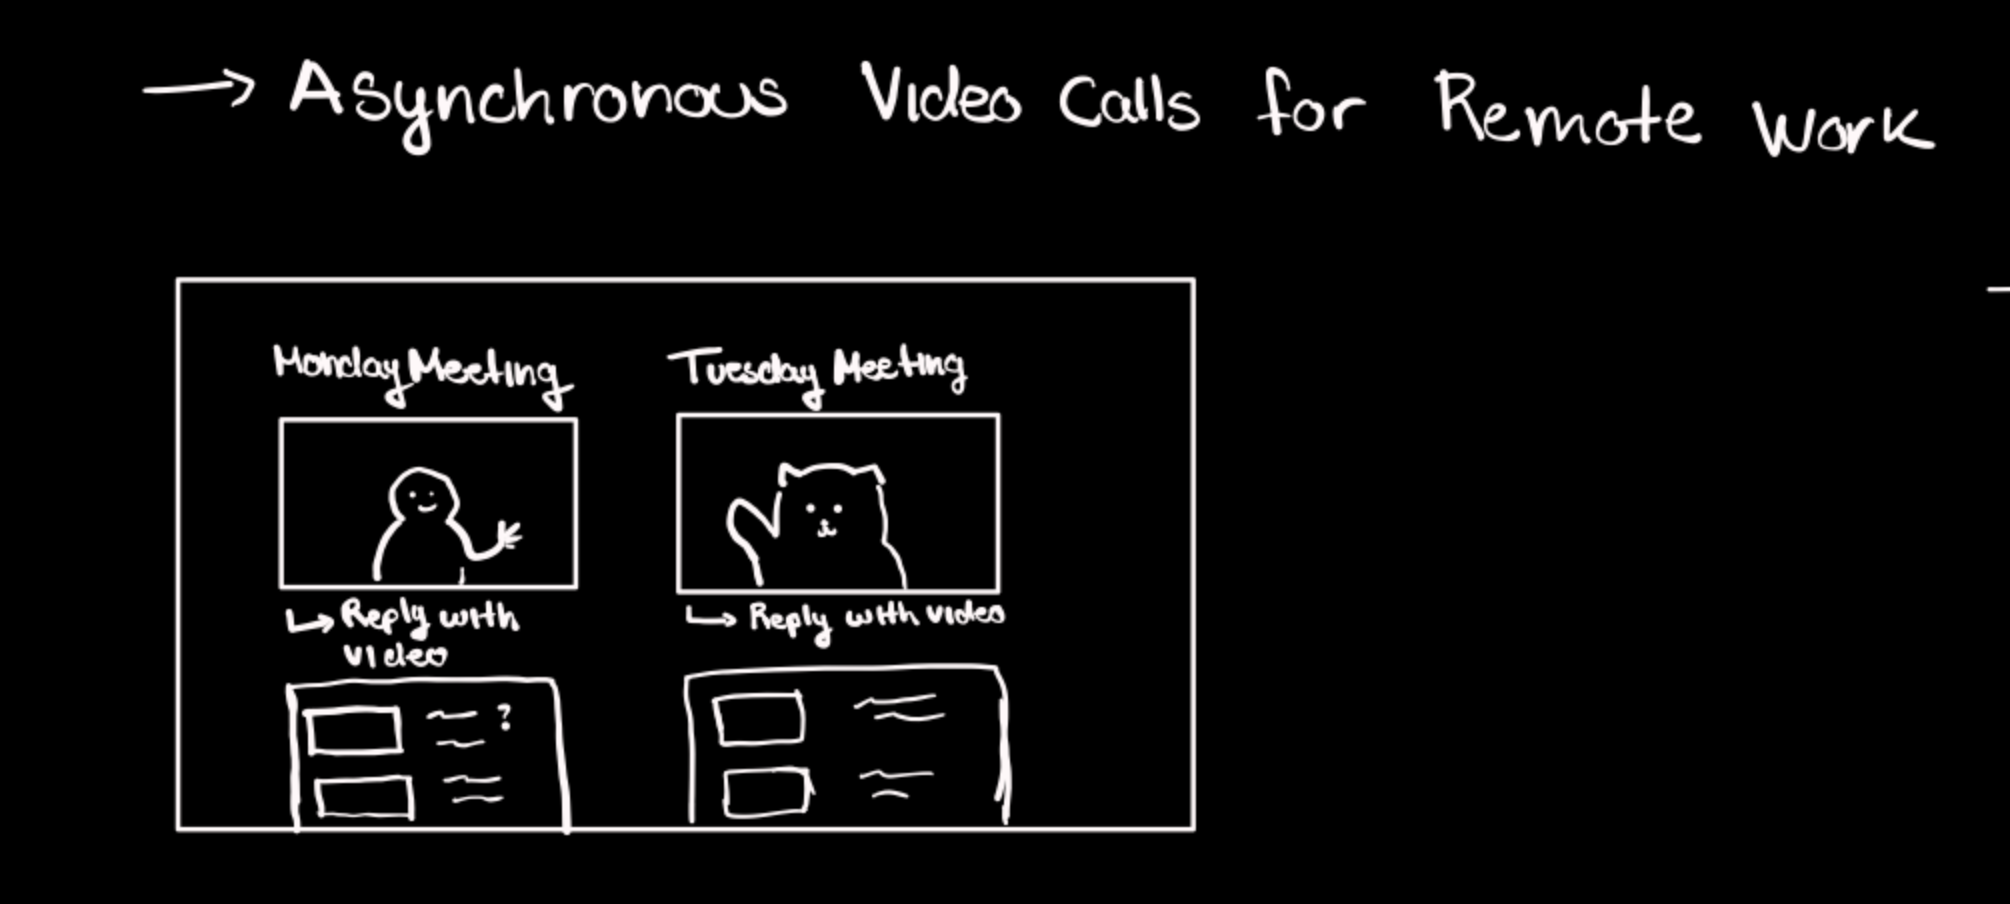 → Asynchronous Video Calls for Remote Work
Monday Meeting
Tuesday Meeting
↳ Reply with
video
↳ Reply with video
?